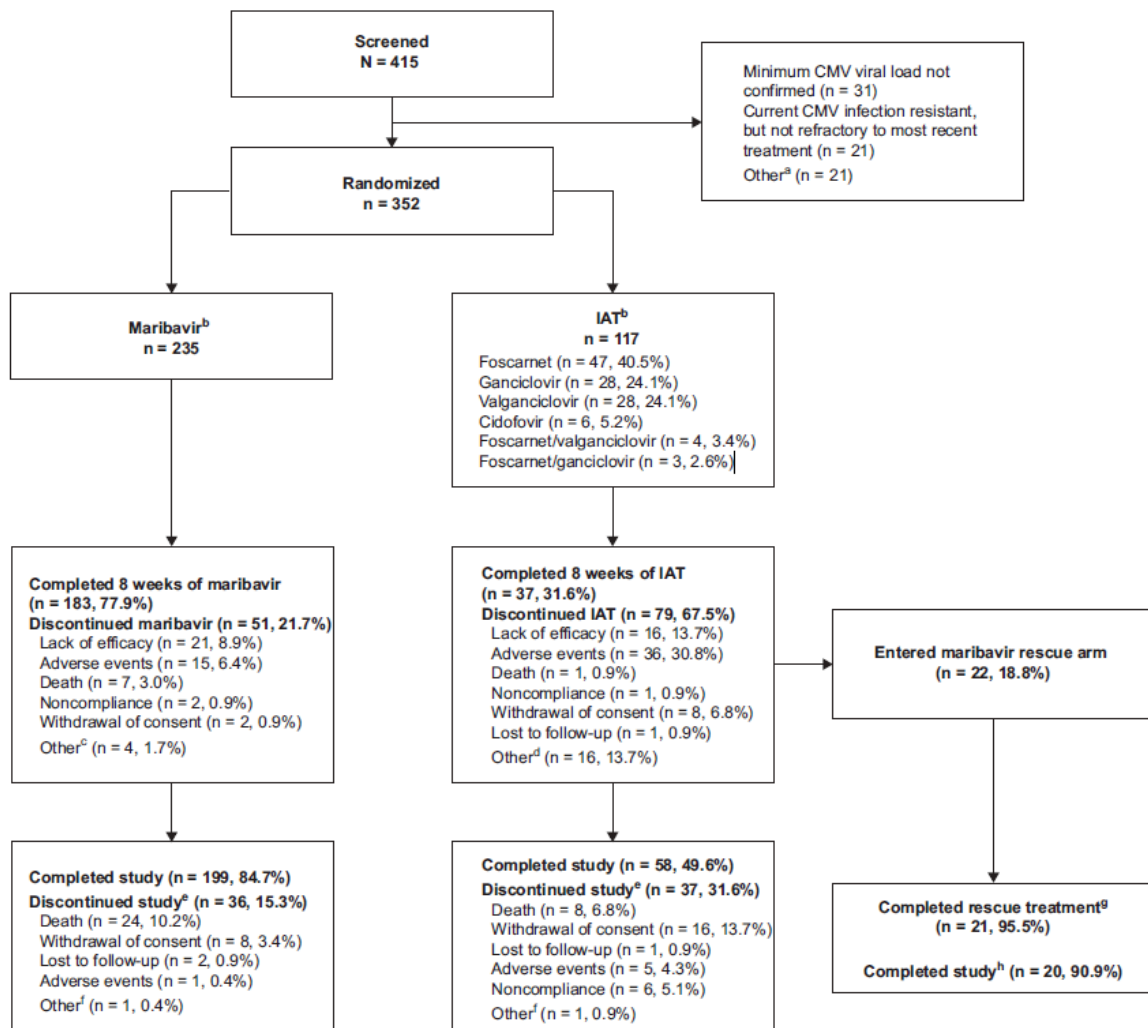 Screened
N = 415
Minimum CMV viral load not
confirmed (n = 31)
Current CMV infection resistant,
but not refractory to most recent
treatment (n = 21)
Otherᵃ (n = 21)
Randomized
n = 352
Maribavirᵇ
n = 235
IATᵇ
n = 117
Foscarnet (n = 47, 40.5%)
Ganciclovir (n = 28, 24.1%)
Valganciclovir (n = 28, 24.1%)
Cidofovir (n = 6, 5.2%)
Foscarnet/valganciclovir (n = 4, 3.4%)
Foscarnet/ganciclovir (n = 3, 2.6%)
Completed 8 weeks of maribavir
(n = 183, 77.9%)
Discontinued maribavir (n = 51, 21.7%)
Lack of efficacy (n = 21, 8.9%)
Adverse events (n = 15, 6.4%)
Death (n = 7, 3.0%)
Noncompliance (n = 2, 0.9%)
Withdrawal of consent (n = 2, 0.9%)
Otherᶜ (n = 4, 1.7%)
Completed 8 weeks of IAT
(n = 37, 31.6%)
Discontinued IAT (n = 79, 67.5%)
Lack of efficacy (n = 16, 13.7%)
Adverse events (n = 36, 30.8%)
Death (n = 1, 0.9%)
Noncompliance (n = 1, 0.9%)
Withdrawal of consent (n = 8, 6.8%)
Lost to follow-up (n = 1, 0.9%)
Otherᵈ (n = 16, 13.7%)
Entered maribavir rescue arm
(n = 22, 18.8%)
Completed study (n = 199, 84.7%)
Discontinued studyᵉ (n = 36, 15.3%)
Death (n = 24, 10.2%)
Withdrawal of consent (n = 8, 3.4%)
Lost to follow-up (n = 2, 0.9%)
Adverse events (n = 1, 0.4%)
Otherᶠ (n = 1, 0.4%)
Completed study (n = 58, 49.6%)
Discontinued studyᵉ (n = 37, 31.6%)
Death (n = 8, 6.8%)
Withdrawal of consent (n = 16, 13.7%)
Lost to follow-up (n = 1, 0.9%)
Adverse events (n = 5, 4.3%)
Noncompliance (n = 6, 5.1%)
Otherᶠ (n = 1, 0.9%)
Completed rescue treatmentᵍ
(n = 21, 95.5%)
Completed studyʰ (n = 20, 90.9%)